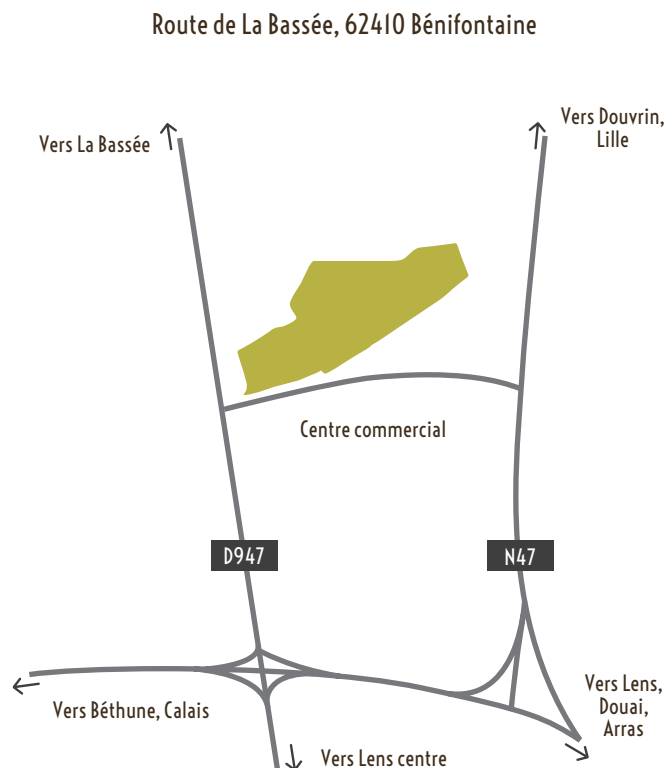 Route de La Bassée, 62410 Bénifontaine
Vers La Bassée
Vers Douvrin,
Lille
Centre commercial
D947
N47
Vers Béthune, Calais
Vers Lens,
Douai,
Arras
Vers Lens centre